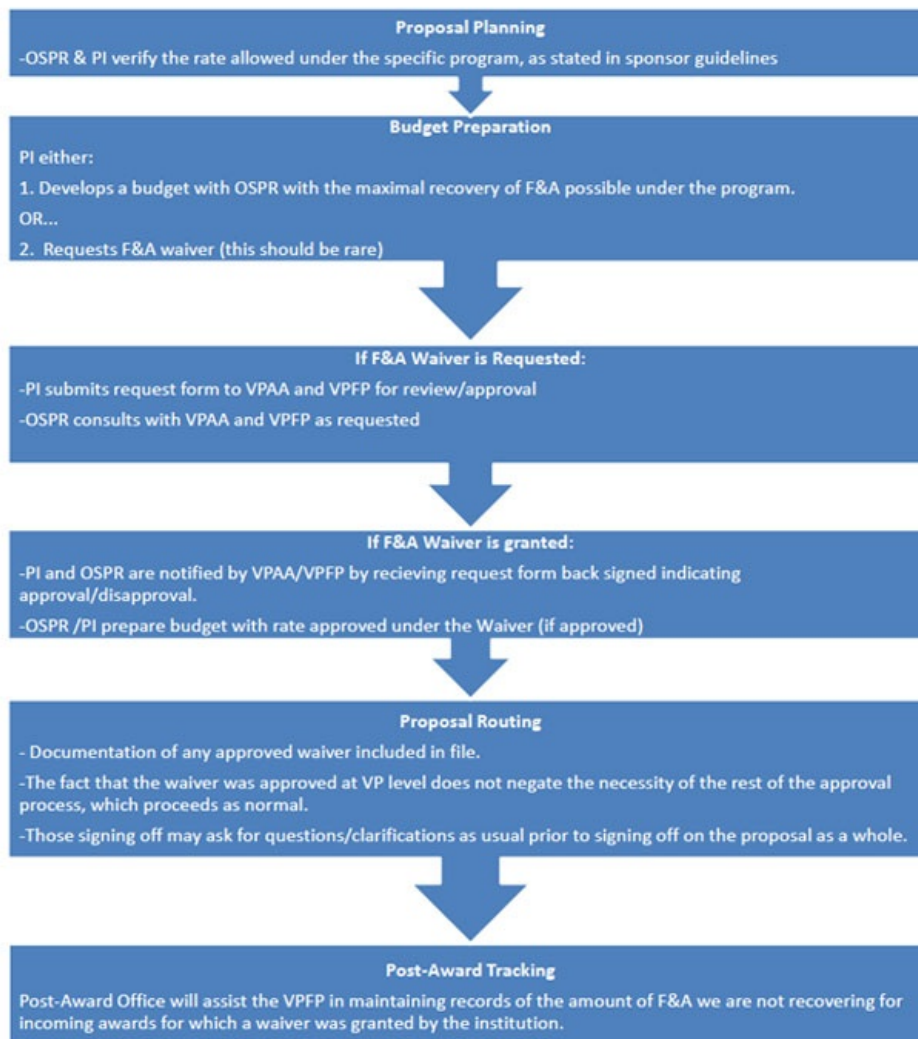 Proposal Planning
-OSPR & PI verify the rate allowed under the specific program, as stated in sponsor guidelines
Budget Preparation
PI either:
1. Develops a budget with OSPR with the maximal recovery of F&A possible under the program.
OR...
2.  Requests F&A waiver (this should be rare)
If F&A Waiver is Requested:
-PI submits request form to VPAA and VPFP for review/approval
-OSPR consults with VPAA and VPFP as requested
If F&A Waiver is granted:
-PI and OSPR are notified by VPAA/VPFP by recieving request form back signed indicating
approval/disapproval.
-OSPR /PI prepare budget with rate approved under the Waiver (if approved)
Proposal Routing
- Documentation of any approved waiver included in file.
-The fact that the waiver was approved at VP level does not negate the necessity of the rest of the approval
process, which proceeds as normal.
-Those signing off may ask for questions/clarifications as usual prior to signing off on the proposal as a whole.
Post-Award Tracking
Post-Award Office will assist the VPFP in maintaining records of the amount of F&A we are not recovering for
incoming awards for which a waiver was granted by the institution.